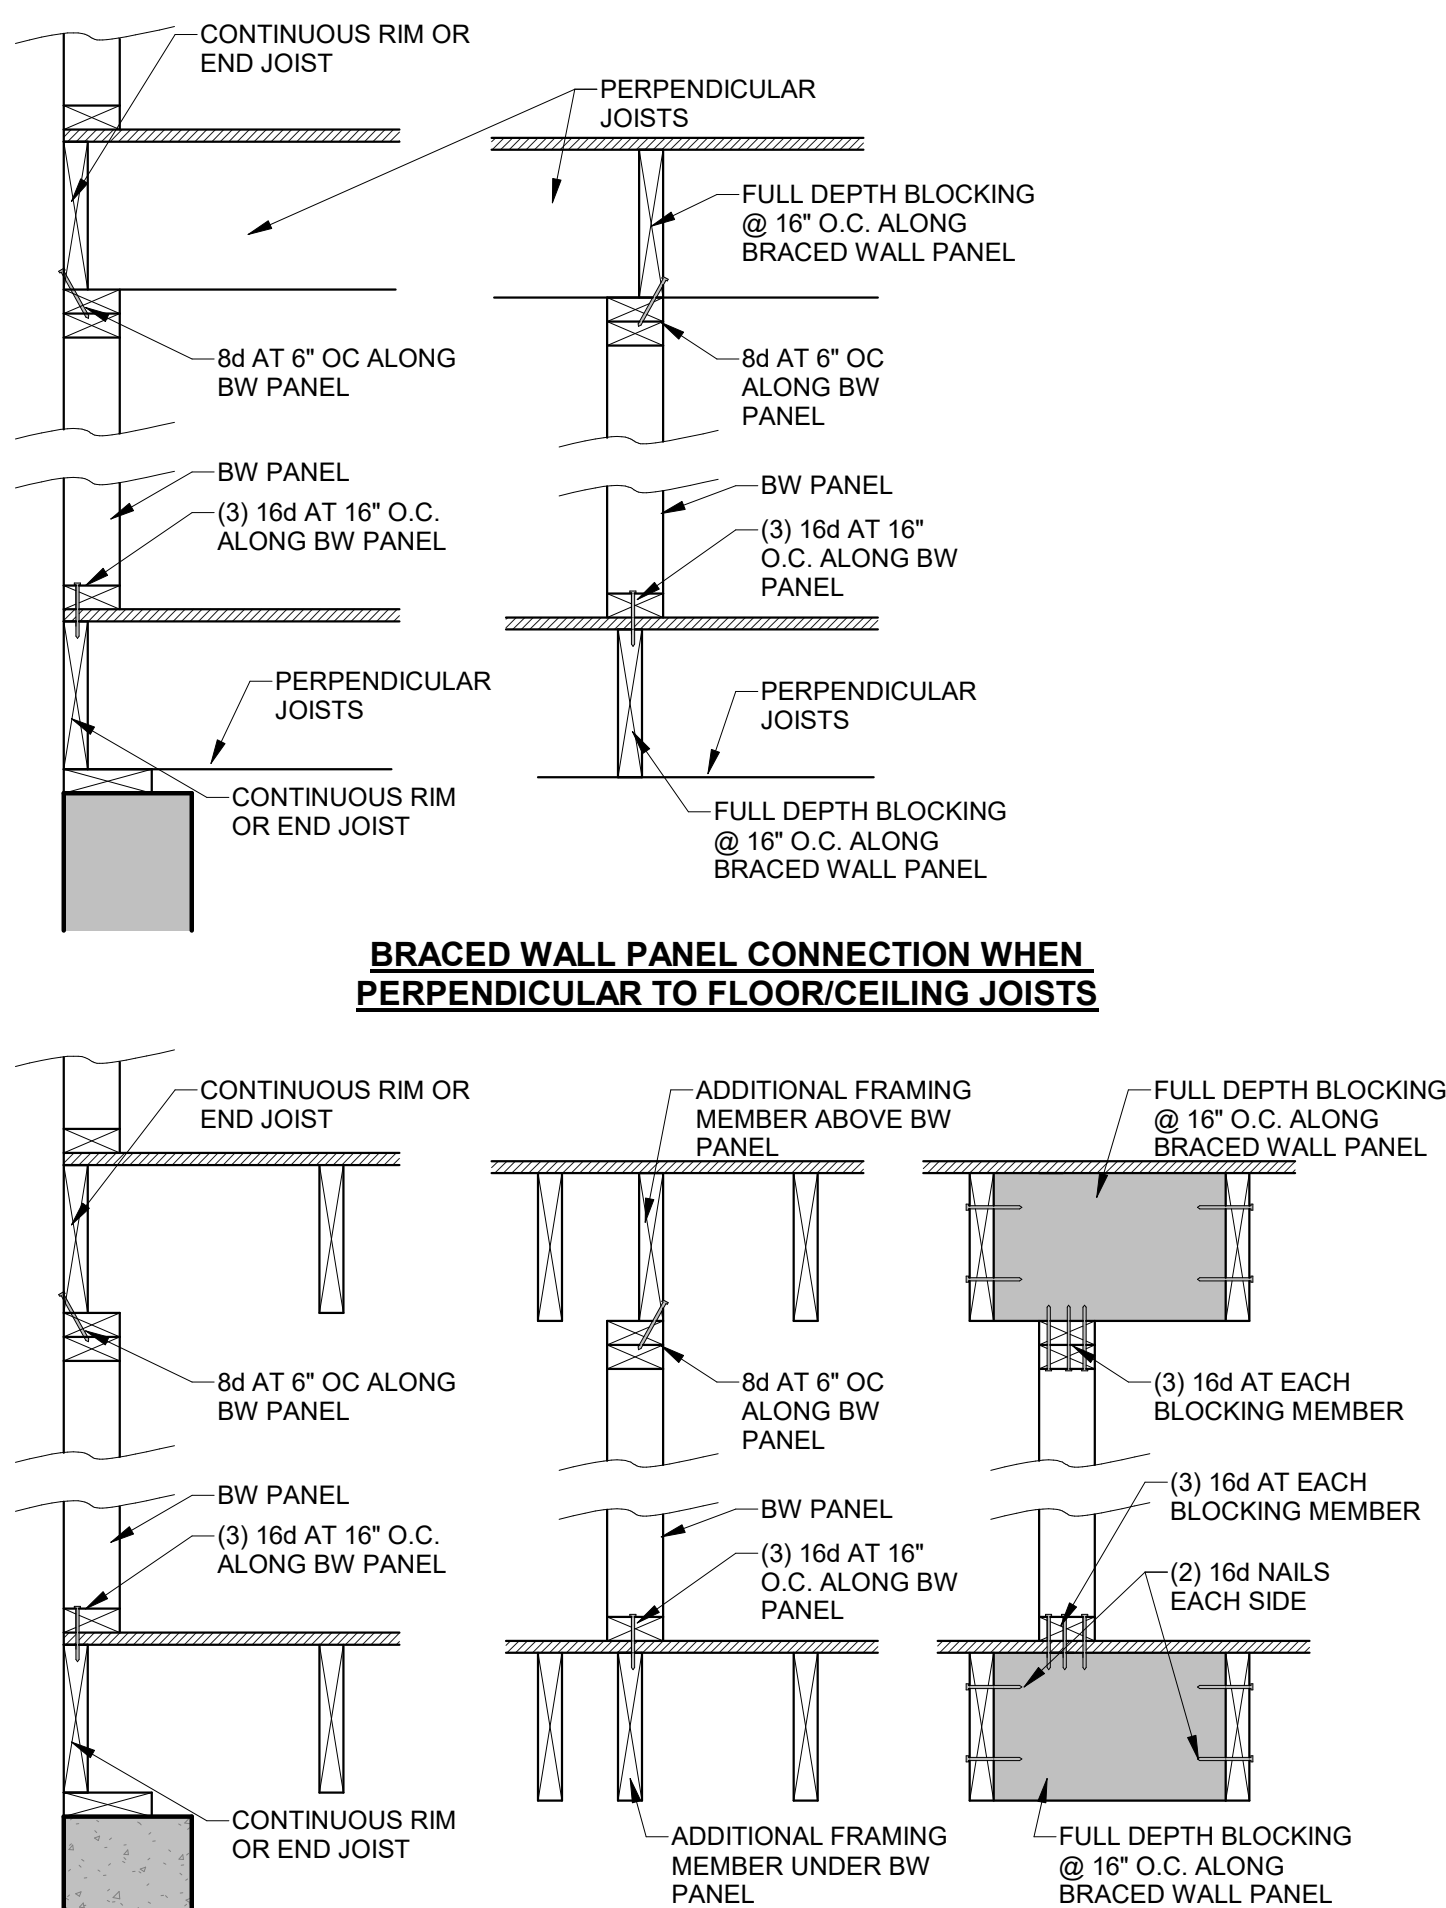 CONTINUOUS RIM OR
END JOIST
PERPENDICULAR
JOISTS
FULL DEPTH BLOCKING
@ 16" O.C. ALONG
BRACED WALL PANEL
8d AT 6" OC ALONG
BW PANEL
8d AT 6" OC
ALONG BW
PANEL
BW PANEL
(3) 16d AT 16" O.C.
ALONG BW PANEL
BW PANEL
(3) 16d AT 16"
O.C. ALONG BW
PANEL
PERPENDICULAR
JOISTS
PERPENDICULAR
JOISTS
CONTINUOUS RIM
OR END JOIST
FULL DEPTH BLOCKING
@ 16" O.C. ALONG
BRACED WALL PANEL
BRACED WALL PANEL CONNECTION WHEN
PERPENDICULAR TO FLOOR/CEILING JOISTS
CONTINUOUS RIM OR
END JOIST
ADDITIONAL FRAMING
MEMBER ABOVE BW
PANEL
FULL DEPTH BLOCKING
@ 16" O.C. ALONG
BRACED WALL PANEL
8d AT 6" OC ALONG
BW PANEL
8d AT 6" OC
ALONG BW
PANEL
(3) 16d AT EACH
BLOCKING MEMBER
BW PANEL
(3) 16d AT 16" O.C.
ALONG BW PANEL
BW PANEL
(3) 16d AT 16"
O.C. ALONG BW
PANEL
(3) 16d AT EACH
BLOCKING MEMBER
(2) 16d NAILS
EACH SIDE
CONTINUOUS RIM
OR END JOIST
ADDITIONAL FRAMING
MEMBER UNDER BW
PANEL
FULL DEPTH BLOCKING
@ 16" O.C. ALONG
BRACED WALL PANEL